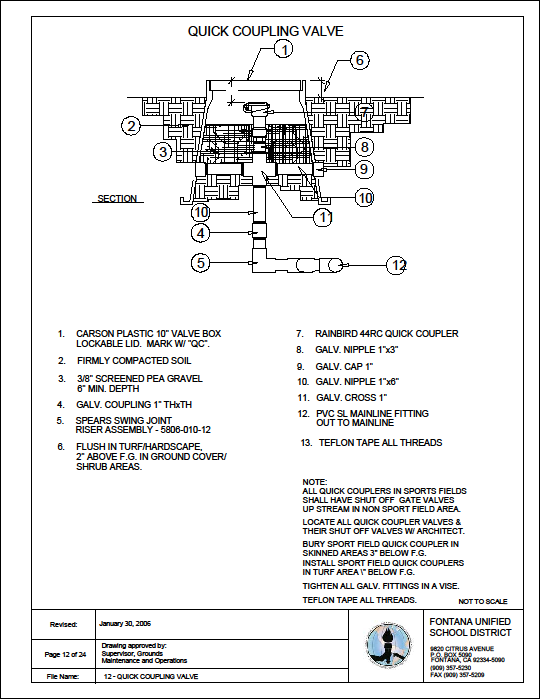 QUICK COUPLING VALVE
1
6
2
7
3
8
9
SECTION
10
10
11
4
5
12
1. CARSON PLASTIC 10" VALVE BOX
LOCKABLE LID. MARK W/ "QC".
2. FIRMLY COMPACTED SOIL
3. 3/8" SCREENED PEA GRAVEL
6" MIN. DEPTH
4. GALV. COUPLING 1" THxTH
5. SPEARS SWING JOINT
RISER ASSEMBLY - 5806-010-12
6. FLUSH IN TURF/HARDSCAPE,
2" ABOVE F.G. IN GROUND COVER/
SHRUB AREAS.
7. RAINBIRD 44RC QUICK COUPLER
8. GALV. NIPPLE 1"x3"
9. GALV. CAP 1"
10. GALV. NIPPLE 1"x6"
11. GALV. CROSS 1"
12. PVC SL MAINLINE FITTING
OUT TO MAINLINE
13. TEFLON TAPE ALL THREADS
NOTE:
ALL QUICK COUPLERS IN SPORTS FIELDS
SHALL HAVE SHUT OFF GATE VALVES
UP STREAM IN NON SPORT FIELD AREA.
LOCATE ALL QUICK COUPLER VALVES &
THEIR SHUT OFF VALVES W/ ARCHITECT.
BURY SPORT FIELD QUICK COUPLER IN
SKINNED AREAS 3" BELOW F.G.
INSTALL SPORT FIELD QUICK COUPLERS
IN TURF AREA \" BELOW F.G.
TIGHTEN ALL GALV. FITTINGS IN A VISE.
TEFLON TAPE ALL THREADS.
NOT TO SCALE
Revised:
January 30, 2006
Page 12 of 24
Drawing approved by:
Supervisor, Grounds
Maintenance and Operations
File Name:
12 - QUICK COUPLING VALVE
FONTANA UNIFIED
SCHOOL DISTRICT
9820 CITRUS AVENUE
P.O. BOX 5090
FONTANA, CA 92334-5090
(909) 357-5230
FAX (909) 357-5209